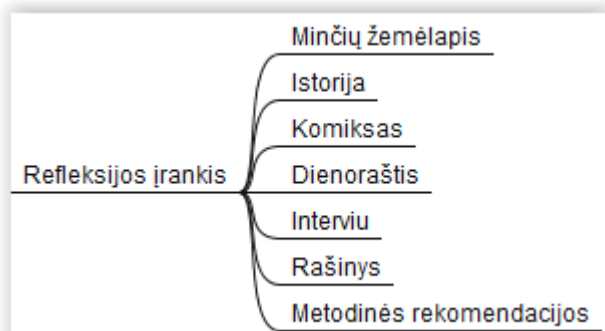 Minčių žemėlapis
Istorija
Komiksas
Refleksijos įrankis
Dienoraštis
Interviu
Rašinys
Metodinės rekomendacijos